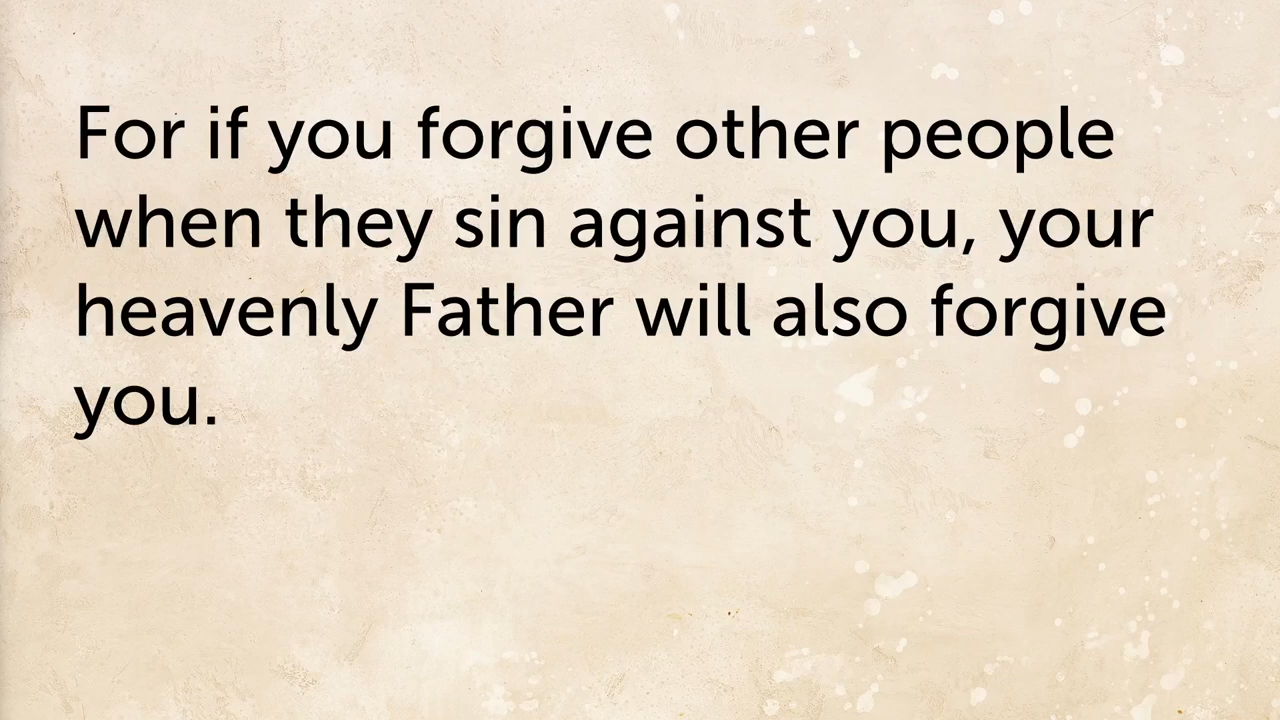 For if you forgive other people
when they sin against you, your
heavenly Father will also forgive
you.